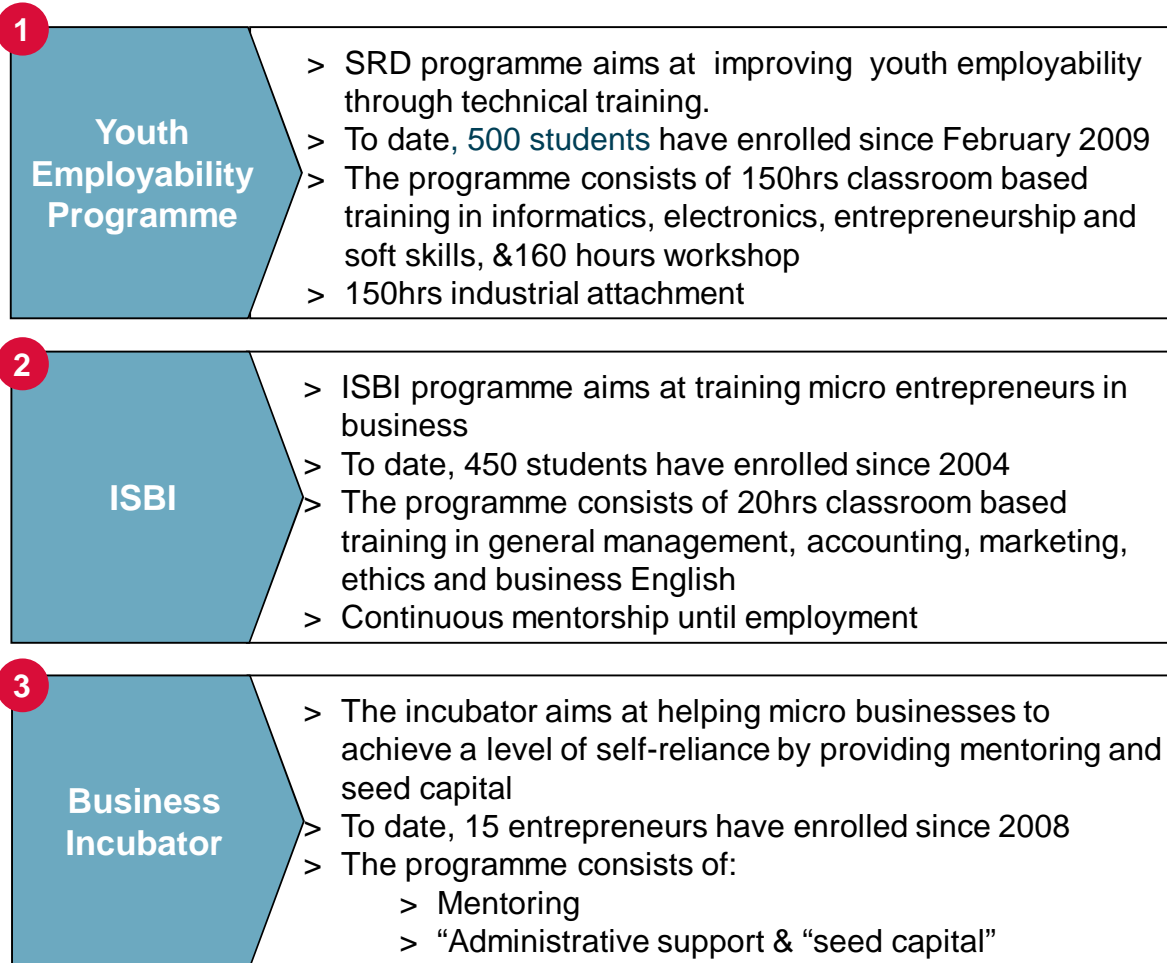 1
Youth
Employability
Programme
> SRD programme aims at improving youth employability
through technical training.
> To date, 500 students have enrolled since February 2009
> The programme consists of 150hrs classroom based
training in informatics, electronics, entrepreneurship and
soft skills, &160 hours workshop
> 150hrs industrial attachment
2
ISBI
> ISBI programme aims at training micro entrepreneurs in
business
> To date, 450 students have enrolled since 2004
> The programme consists of 20hrs classroom based
training in general management, accounting, marketing,
ethics and business English
> Continuous mentorship until employment
3
Business
Incubator
> The incubator aims at helping micro businesses to
achieve a level of self-reliance by providing mentoring and
seed capital
> To date, 15 entrepreneurs have enrolled since 2008
> The programme consists of:
> Mentoring
> “Administrative support & “seed capital”